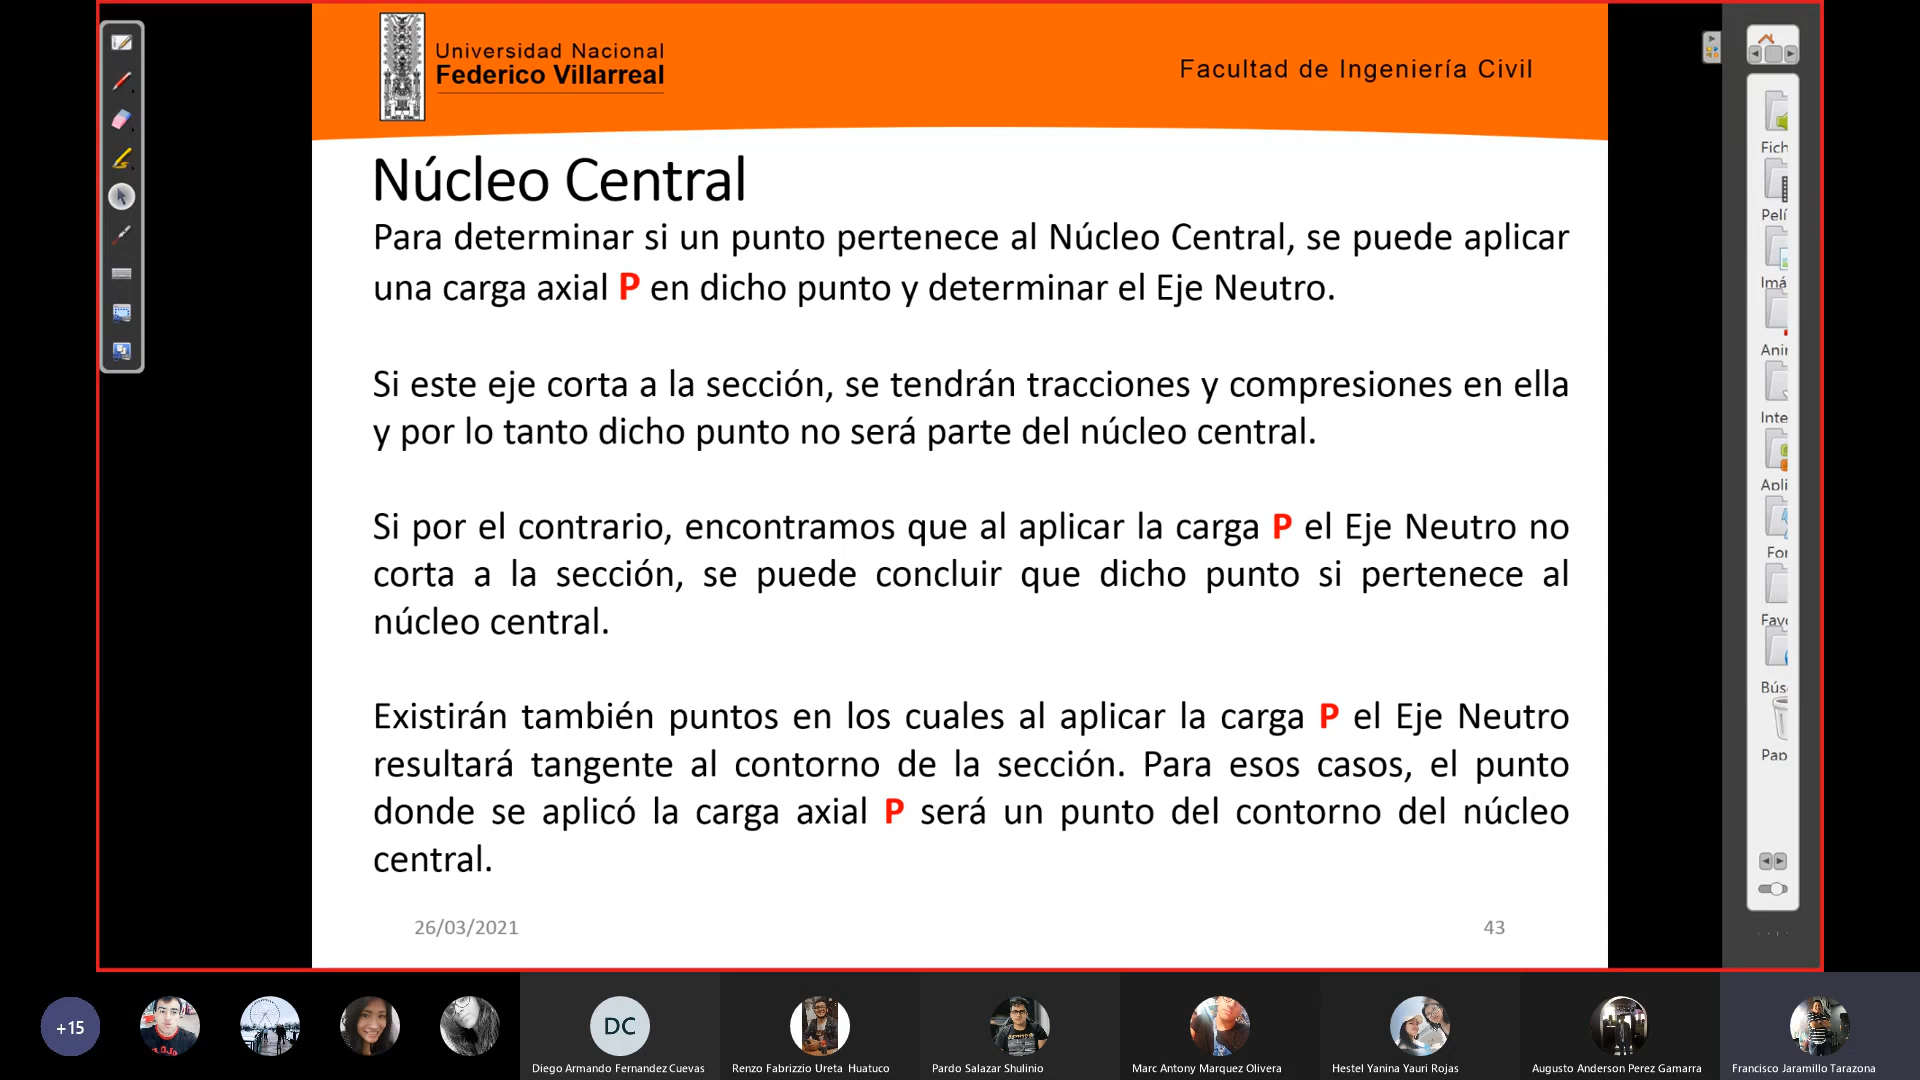 Universidad Nacional
Federico Villarreal
Facultad de Ingeniería Civil
Núcleo Central
Para determinar si un punto pertenece al Núcleo Central, se puede aplicar
una carga axial P en dicho punto y determinar el Eje Neutro.
Si este eje corta a la sección, se tendrán tracciones y compresiones en ella
y por lo tanto dicho punto no será parte del núcleo central.
Si por el contrario, encontramos que al aplicar la carga P el Eje Neutro no
corta a la sección, se puede concluir que dicho punto si pertenece al
núcleo central.
Existirán también puntos en los cuales al aplicar la carga P el Eje Neutro
resultará tangente al contorno de la sección. Para esos casos, el punto
donde se aplicó la carga axial P será un punto del contorno del núcleo
central.
26/03/2021
43
Fich
Pelí
Imá
Ani
Inte
Apli
For
Favo
Bús
Pap
+15
DC
Diego Armando Fernandez Cuevas
Renzo Fabrizzio Ureta Huatuco
Pardo Salazar Shulinio
Marc Antony Marquez Olivera
Hestel Yanina Yauri Rojas
Augusto Anderson Perez Gamarra
Francisco Jaramillo Tarazona